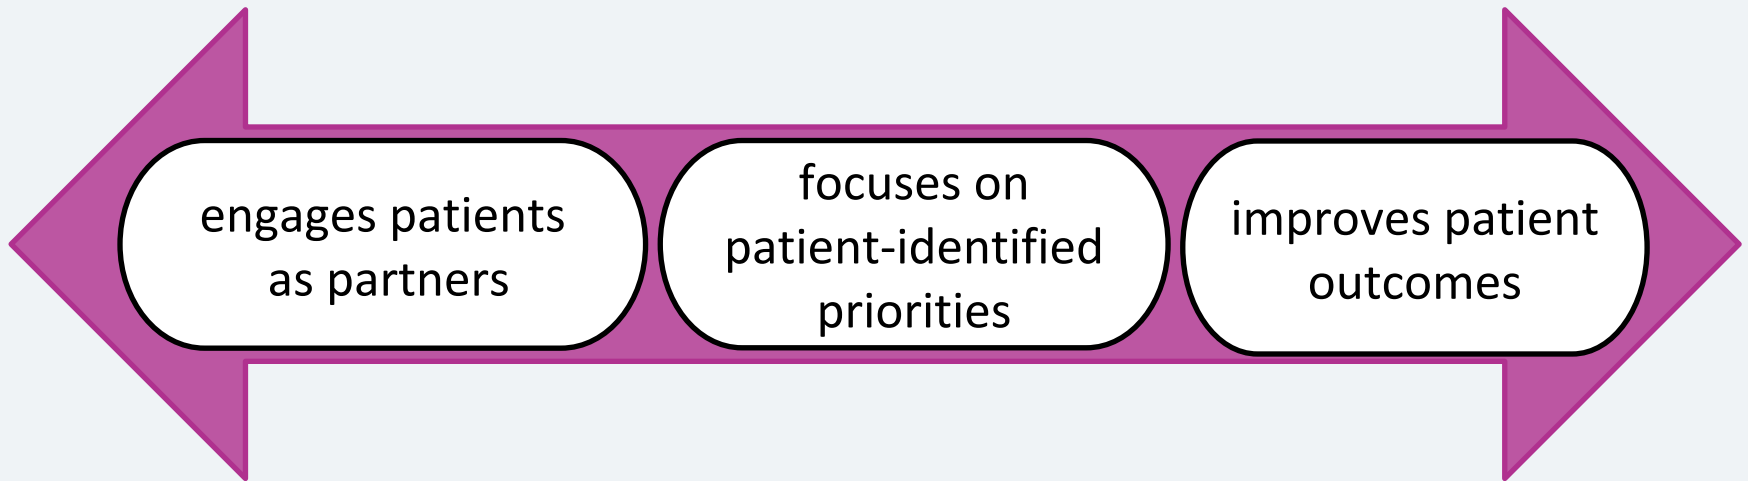 engages patients
as partners
focuses on
patient-identified
priorities
improves patient
outcomes